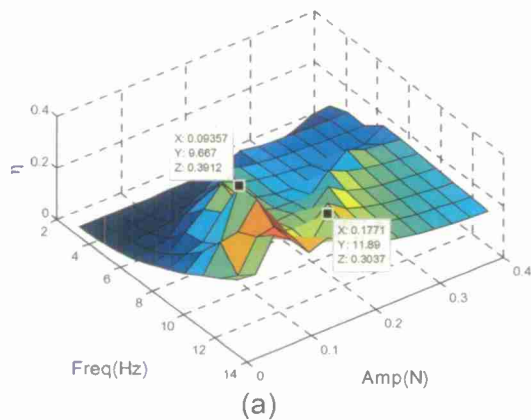 0.4
0.2
0
η
2
4
6
8
10
12
14
0
0.1
0.2
0.3
0.4
X: 0.09357
Y: 9.667
Z: 0.3912
X: 0.1771
Y: 11.89
Z: 0.3037
Freq(Hz)
Amp(N)
(a)